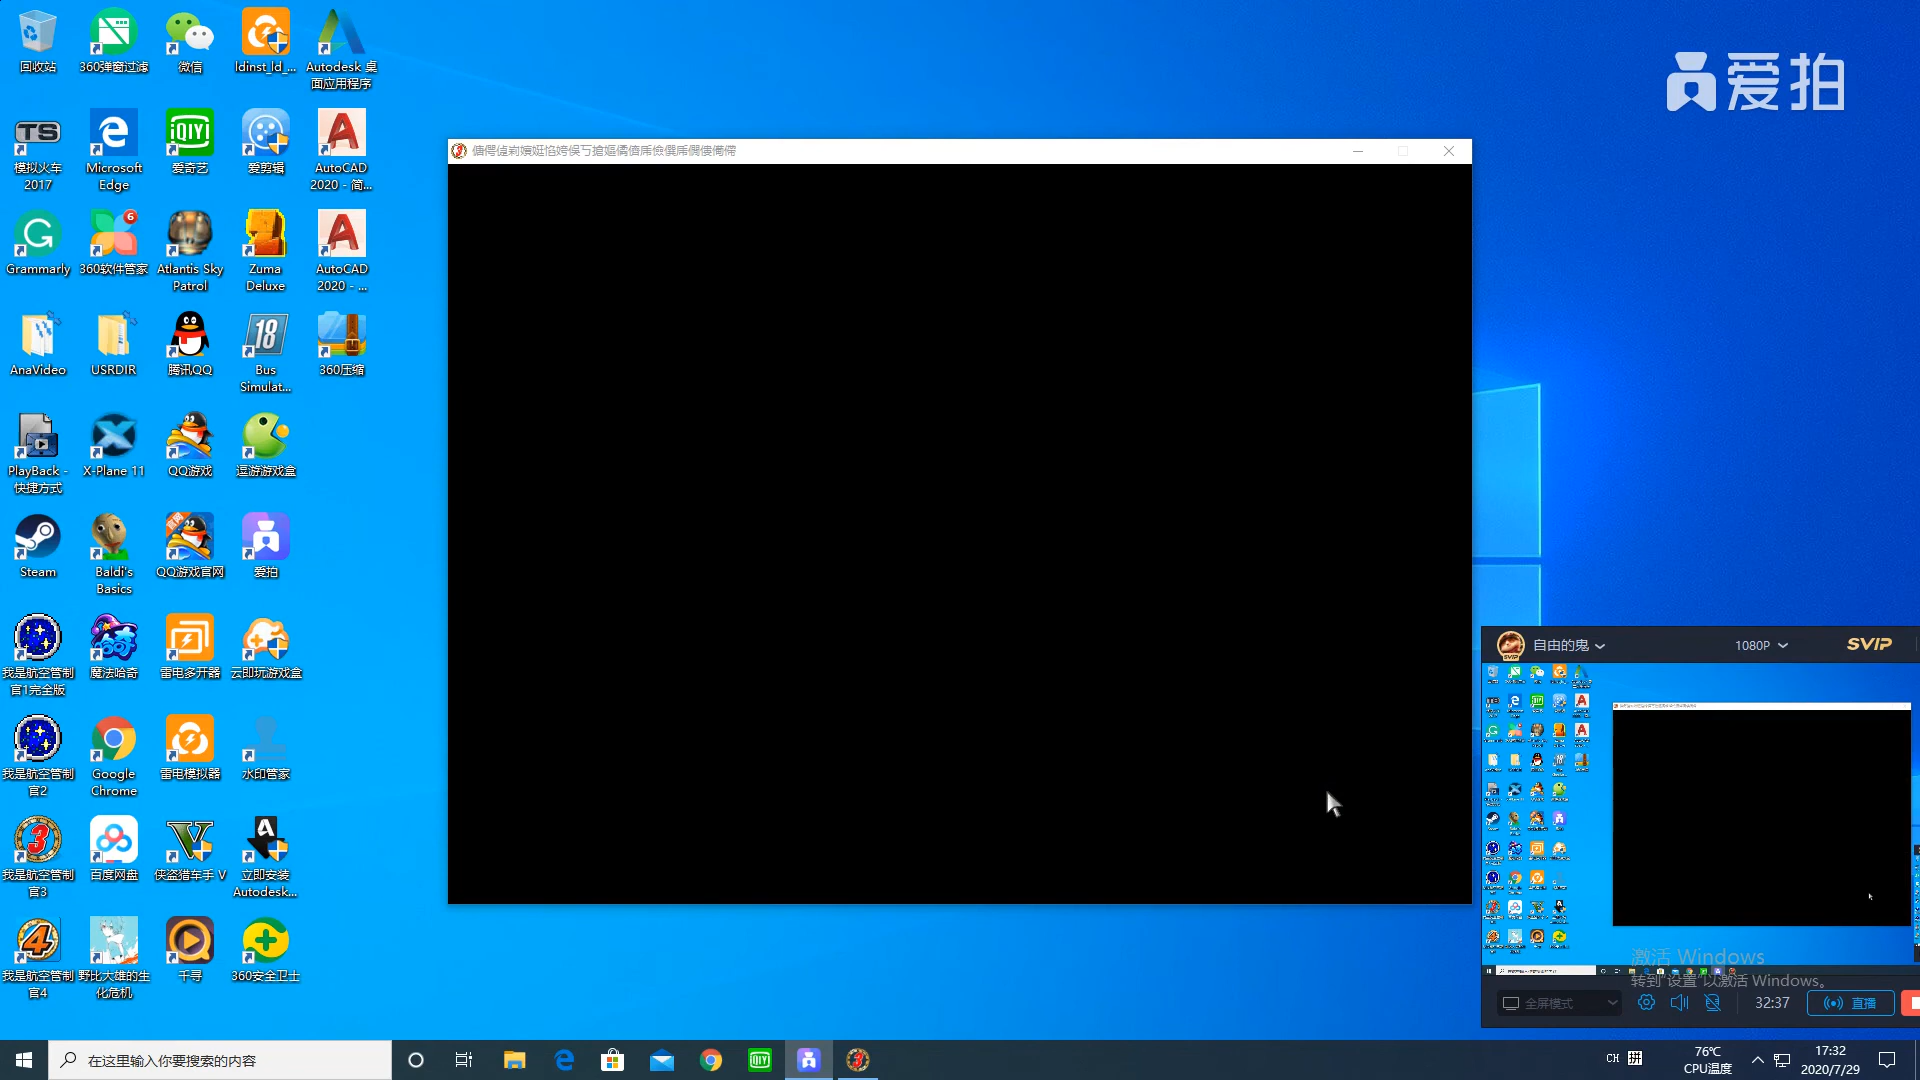 回收站
360弹窗过滤
微信
ldinst_ld_...
Autodesk 桌
面应用程序
爱拍
模拟火车
2017
Microsoft
Edge
爱奇艺
爱剪辑
AutoCAD
2020 - 简...
Grammarly
360软件管家
6
Atlantis Sky
Patrol
Zuma
Deluxe
AutoCAD
2020 - ...
AnaVideo
USRDIR
腾讯QQ
Bus
Simulat...
360压缩
PlayBack -
快捷方式
X-Plane 11
QQ游戏
逗游游戏盒
Steam
Baldi's
Basics
QQ游戏官网
爱拍
我是航空管制
官1完全版
魔法哈奇
雷电多开器
云即玩游戏盒
我是航空管制
官2
Google
Chrome
雷电模拟器
水印管家
我是航空管制
官3
百度网盘
侠盗猎车手 V
立即安装
Autodesk...
我是航空管制
官4
野比大雄的生
化危机
千寻
360安全卫士
自由的鬼
1080P
SVIP
激活 Windows
转到"设置"以激活 Windows。
全屏模式
32:37
直播
在这里输入你要搜索的内容
CH 拼
76℃
CPU温度
17:32
2020/7/29